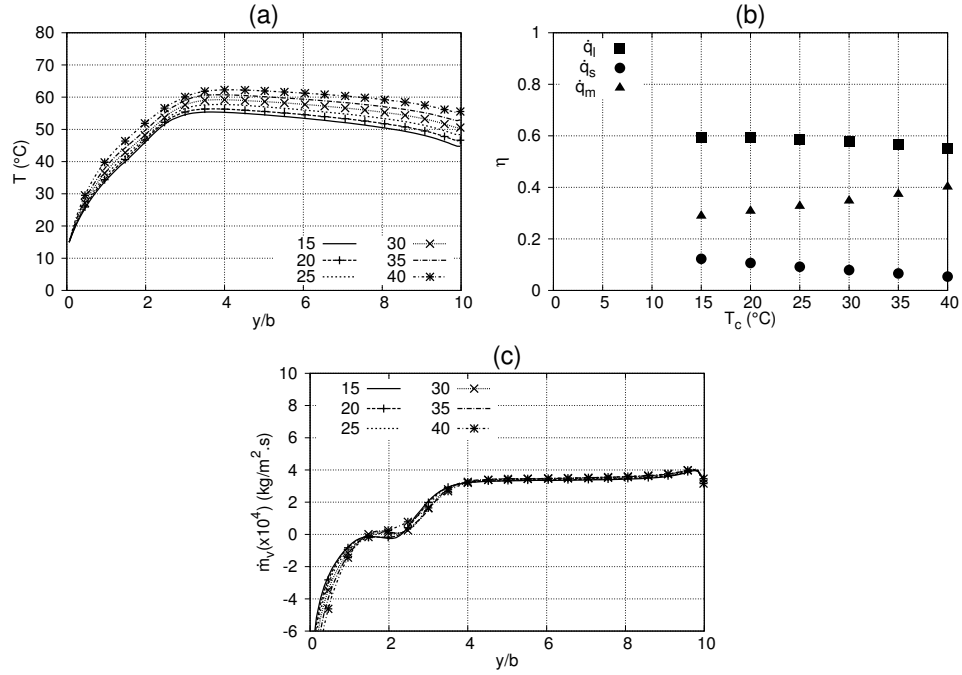 (a)
80
70
60
50
40
30
20
10
0
T (°C)
0 2 4 6 8 10
y/b
15 30
20 35
25 40
(b)
1
0.8
0.6
0.4
0.2
0
η
q̇l
q̇s
q̇m
0 5 10 15 20 25 30 35 40
Tc (°C)
(c)
10
8
6
4
2
0
-2
-4
-6
ṁv(x10⁴) (kg/m².s)
15 30
20 35
25 40
0 2 4 6 8 10
y/b